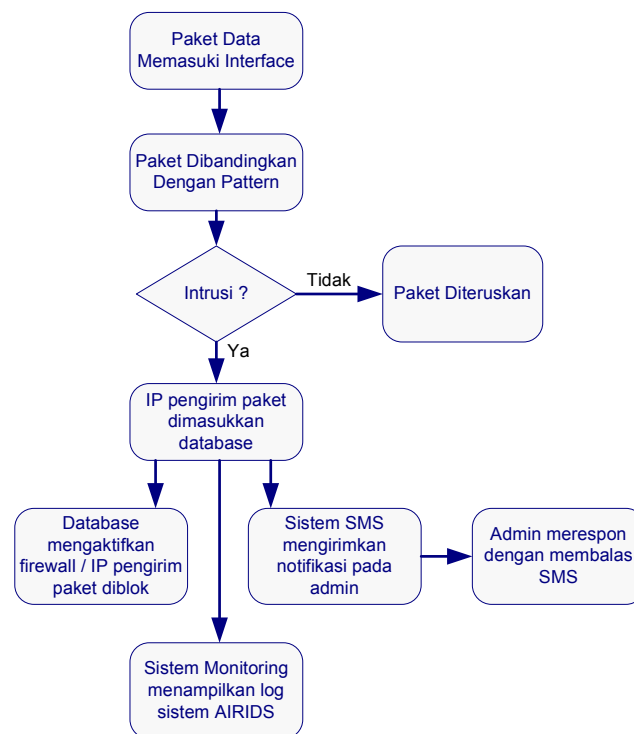 Paket Data
Memasuki Interface
Paket Dibandingkan
Dengan Pattern
Intrusi ?
Tidak
Paket Diteruskan
Ya
IP pengirim paket
dimasukkan
database
Database
mengaktifkan
firewall / IP pengirim
paket diblok
Sistem SMS
mengirimkan
notifikasi pada
admin
Admin merespon
dengan membalas
SMS
Sistem Monitoring
menampilkan log
sistem AIRIDS